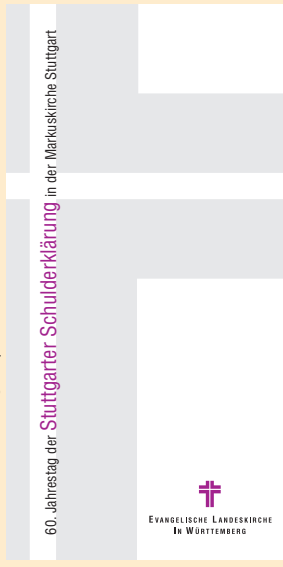 60. Jahrestag der Stuttgarter Schulderklärung in der Markuskirche Stuttgart
EVANGELISCHE LANDESKIRCHE
IN WÜRTTEMBERG